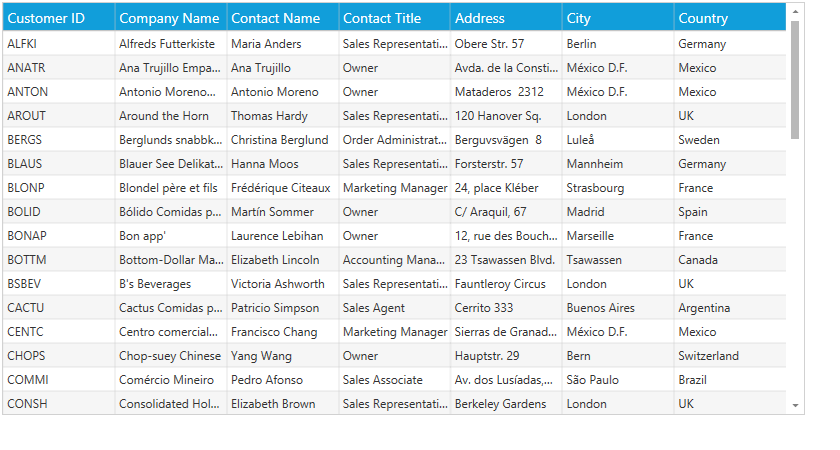 Customer ID Company Name Contact Name Contact Title Address City Country
ALFKI Alfreds Futterkiste Maria Anders Sales Representati... Obere Str. 57 Berlin Germany
ANATR Ana Trujillo Empa... Ana Trujillo Owner Avda. de la Consti... México D.F. Mexico
ANTON Antonio Moreno... Antonio Moreno Owner Mataderos  2312 México D.F. Mexico
AROUT Around the Horn Thomas Hardy Sales Representati... 120 Hanover Sq. London UK
BERGS Berglunds snabbk... Christina Berglund Order Administrat... Berguvsvägen  8 Luleå Sweden
BLAUS Blauer See Delikat... Hanna Moos Sales Representati... Forsterstr. 57 Mannheim Germany
BLONP Blondel père et fils Frédérique Citeaux Marketing Manager 24, place Kléber Strasbourg France
BOLID Bólido Comidas p... Martín Sommer Owner C/ Araquil, 67 Madrid Spain
BONAP Bon app' Laurence Lebihan Owner 12, rue des Bouch... Marseille France
BOTTM Bottom-Dollar Ma... Elizabeth Lincoln Accounting Mana... 23 Tsawassen Blvd. Tsawassen Canada
BSBEV B's Beverages Victoria Ashworth Sales Representati... Fauntleroy Circus London UK
CACTU Cactus Comidas p... Patricio Simpson Sales Agent Cerrito 333 Buenos Aires Argentina
CENTC Centro comercial... Francisco Chang Marketing Manager Sierras de Granad... México D.F. Mexico
CHOPS Chop-suey Chinese Yang Wang Owner Hauptstr. 29 Bern Switzerland
COMMI Comércio Mineiro Pedro Afonso Sales Associate Av. dos Lusíadas,... São Paulo Brazil
CONSH Consolidated Hol... Elizabeth Brown Sales Representati... Berkeley Gardens London UK